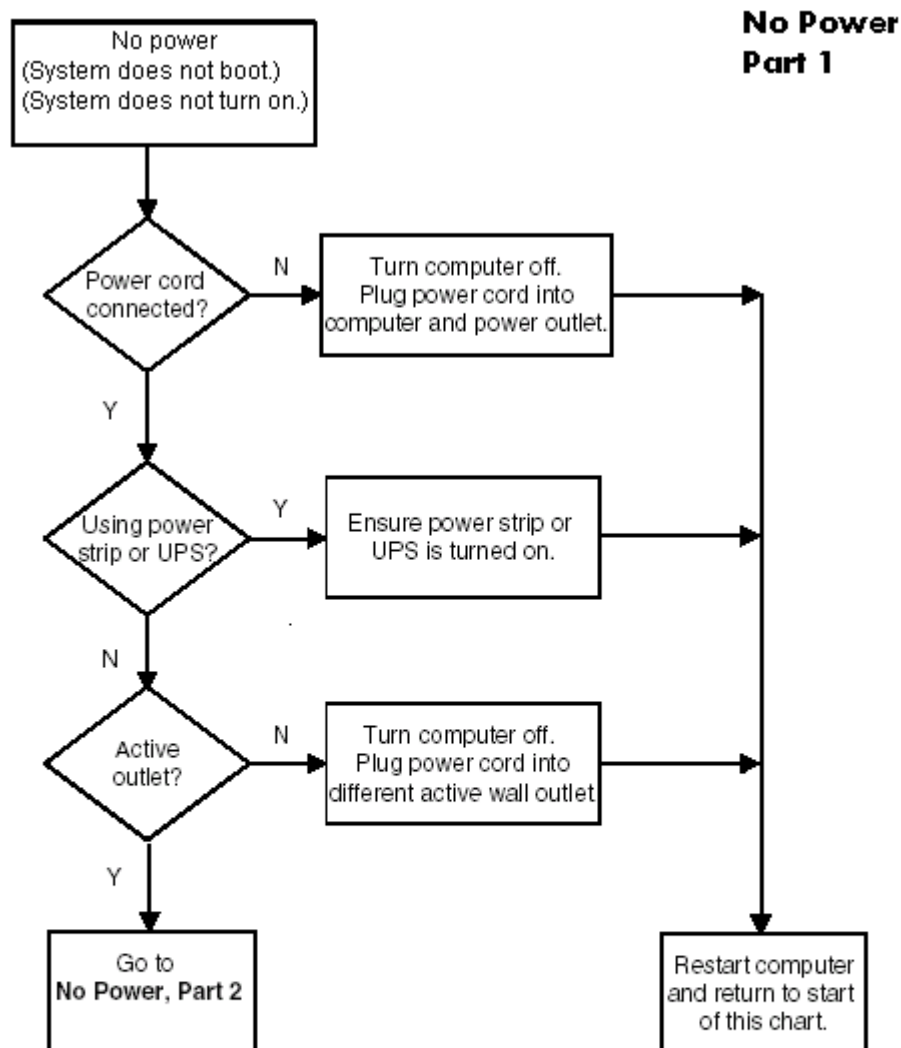 No Power
Part 1
No power
(System does not boot.)
(System does not turn on.)
Power cord
connected?
N
Turn computer off.
Plug power cord into
computer and power outlet.
Y
Using power
strip or UPS?
Y
Ensure power strip or
UPS is turned on.
N
Active
outlet?
N
Turn computer off.
Plug power cord into
different active wall outlet
Y
Go to
No Power, Part 2
Restart computer
and return to start
of this chart.